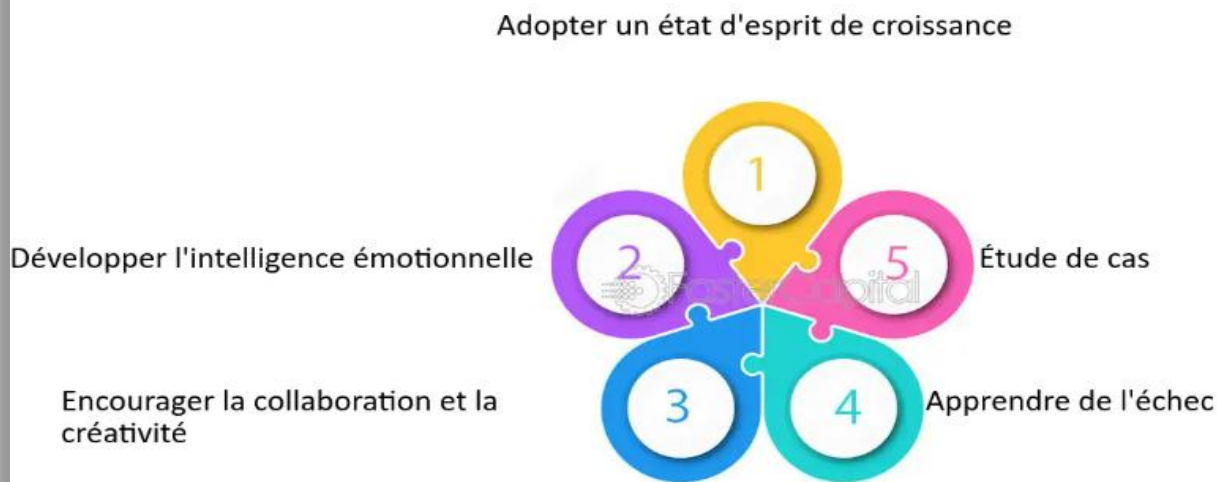 Adopter un état d'esprit de croissance
1
Développer l'intelligence émotionnelle
2
5
Étude de cas
FasterCapital
Encourager la collaboration et la
créativité
3
4
Apprendre de l'échec